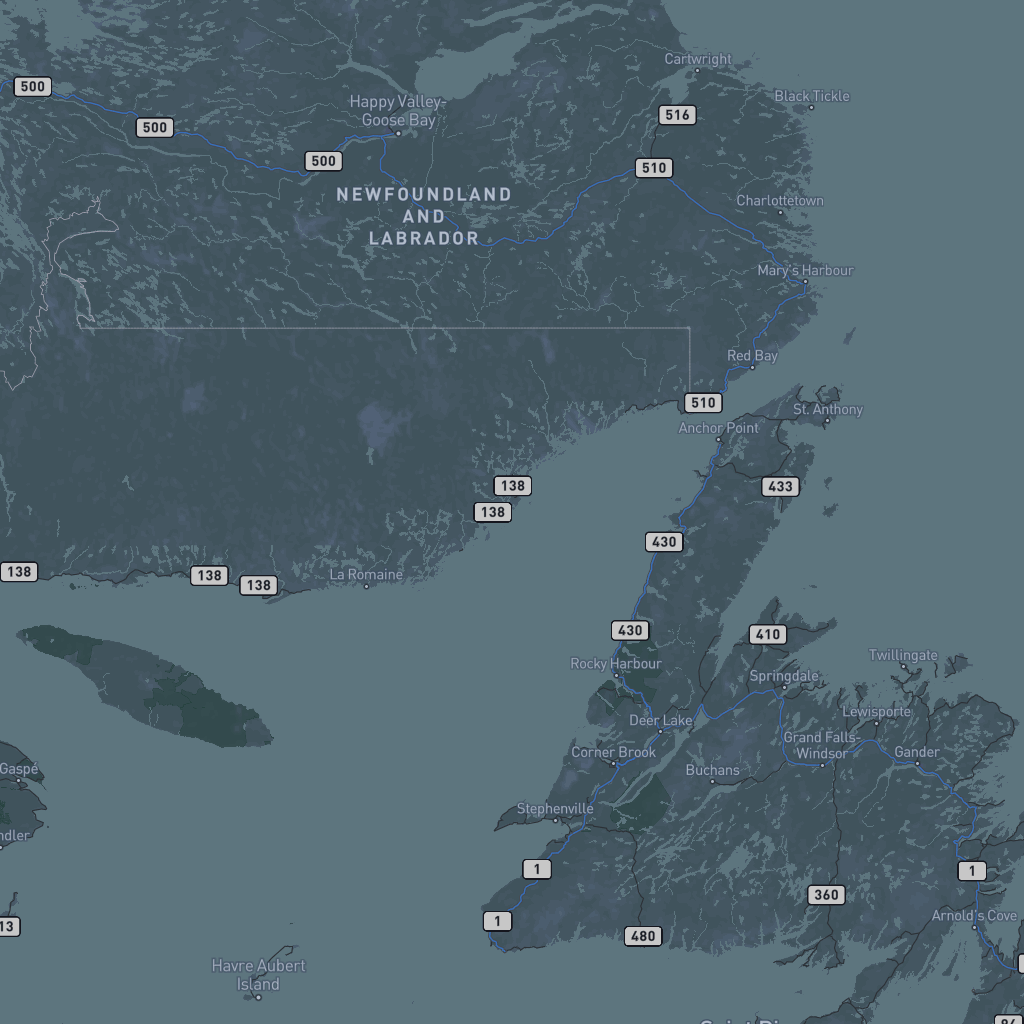 Cartwright
500
Black Tickle
Happy Valley-
Goose Bay
516
500
500
510
NEWFOUNDLAND
AND
LABRADOR
Charlottetown
Mary's Harbour
Red Bay
510
St. Anthony
Anchor Point
138
433
138
430
138
138
138
La Romaine
430
410
Twillingate
Rocky Harbour
Springdale
Lewisporte
Deer Lake
Grand Falls-
Windsor
Corner Brook
Gander
Gaspé
Buchans
Stephenville
ndler
1
1
360
Arnold's Cove
1
13
480
Havre Aubert
Island